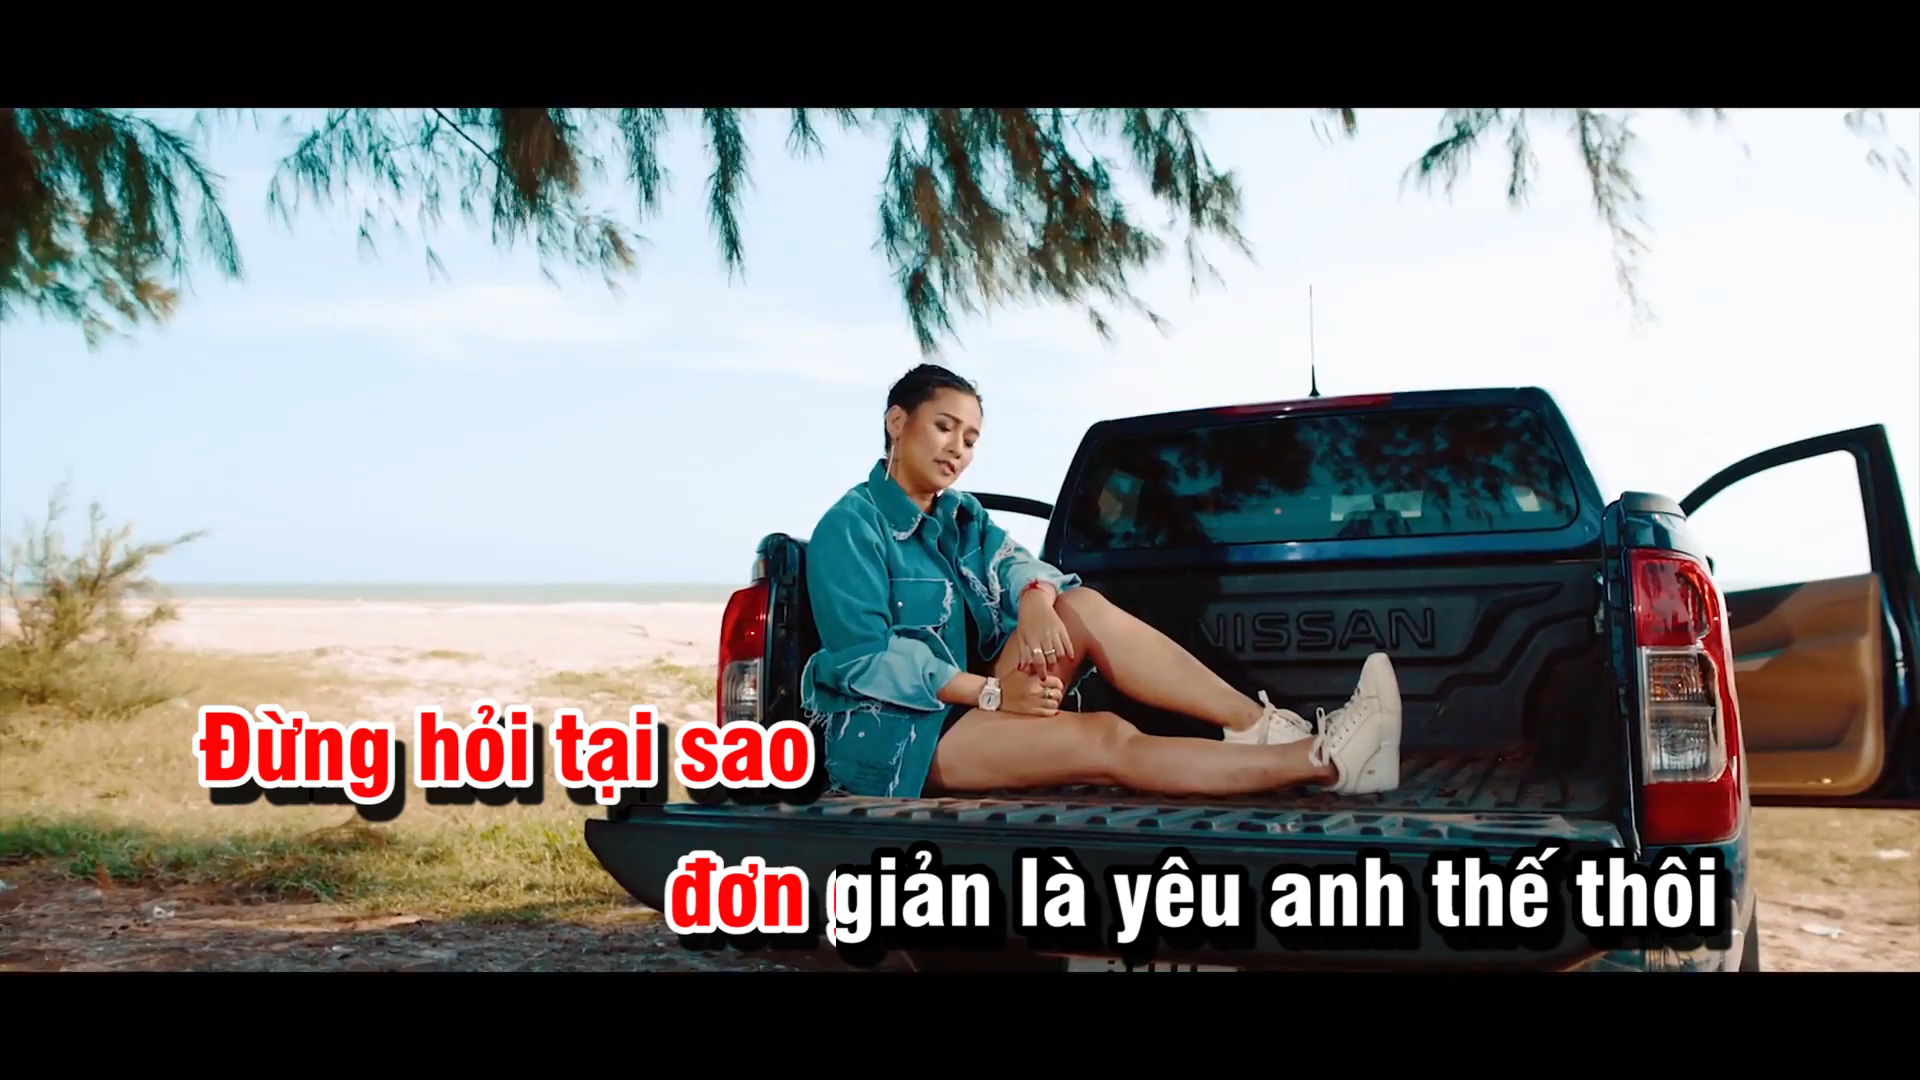 NISSAN
Đừng hỏi tại sao
đơn giản là yêu anh thế thôi